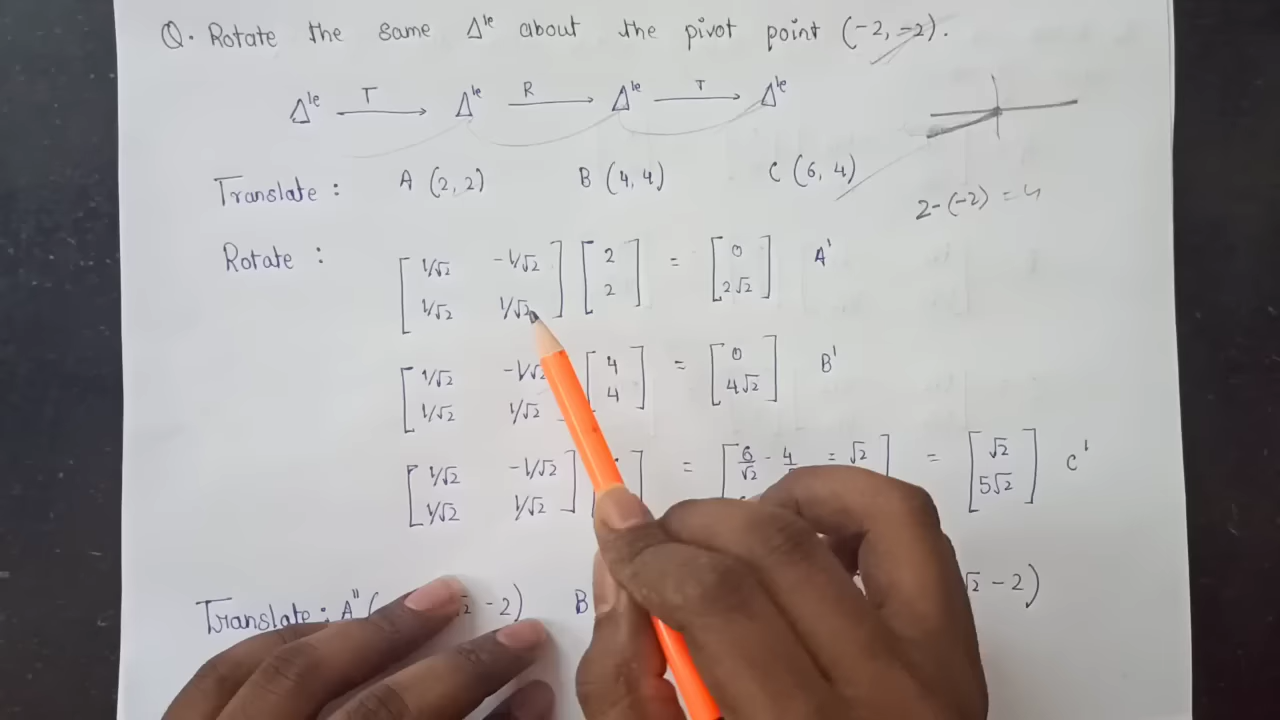 Q. Rotate the same Δle about the pivot point (-2, -2).
Δle T Δle R Δle T Δle
Translate : A (2, 2) B (4, 4) C (6, 4)
2-(-2) = 4
Rotate : [1/√2 -1/√2 1/√2 1/√2] [2 2] = [0 2√2] A'
[1/√2 -1/√2 1/√2 1/√2] [4 4] = [0 4√2] B'
[1/√2 -1/√2 1/√2 1/√2] = [6/√2 - 4 = √2] = [√2 5√2] C'
Translate : A'' ( - 2) B √2 - 2)